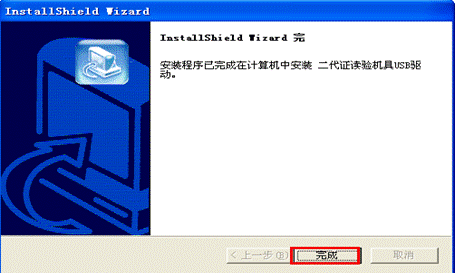 InstallShield Wizard
InstallShield Wizard 完
安装程序已完成在计算机中安装 二代证读验机具USB驱
动。
< 上一步(B)
完成
取消